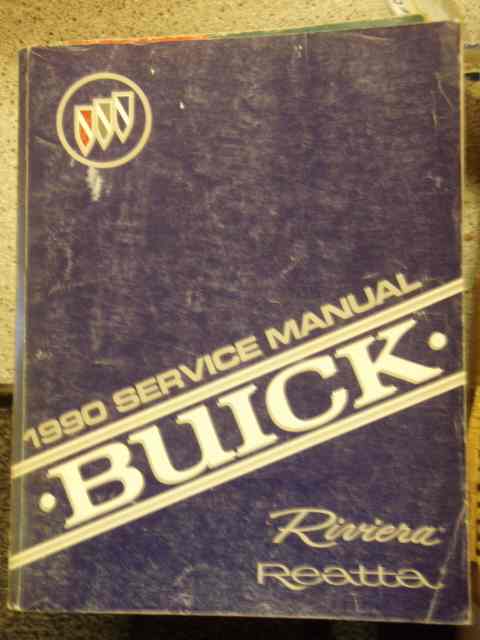 1990 SERVICE MANUAL
·BUICK·
Riviera
Reatta